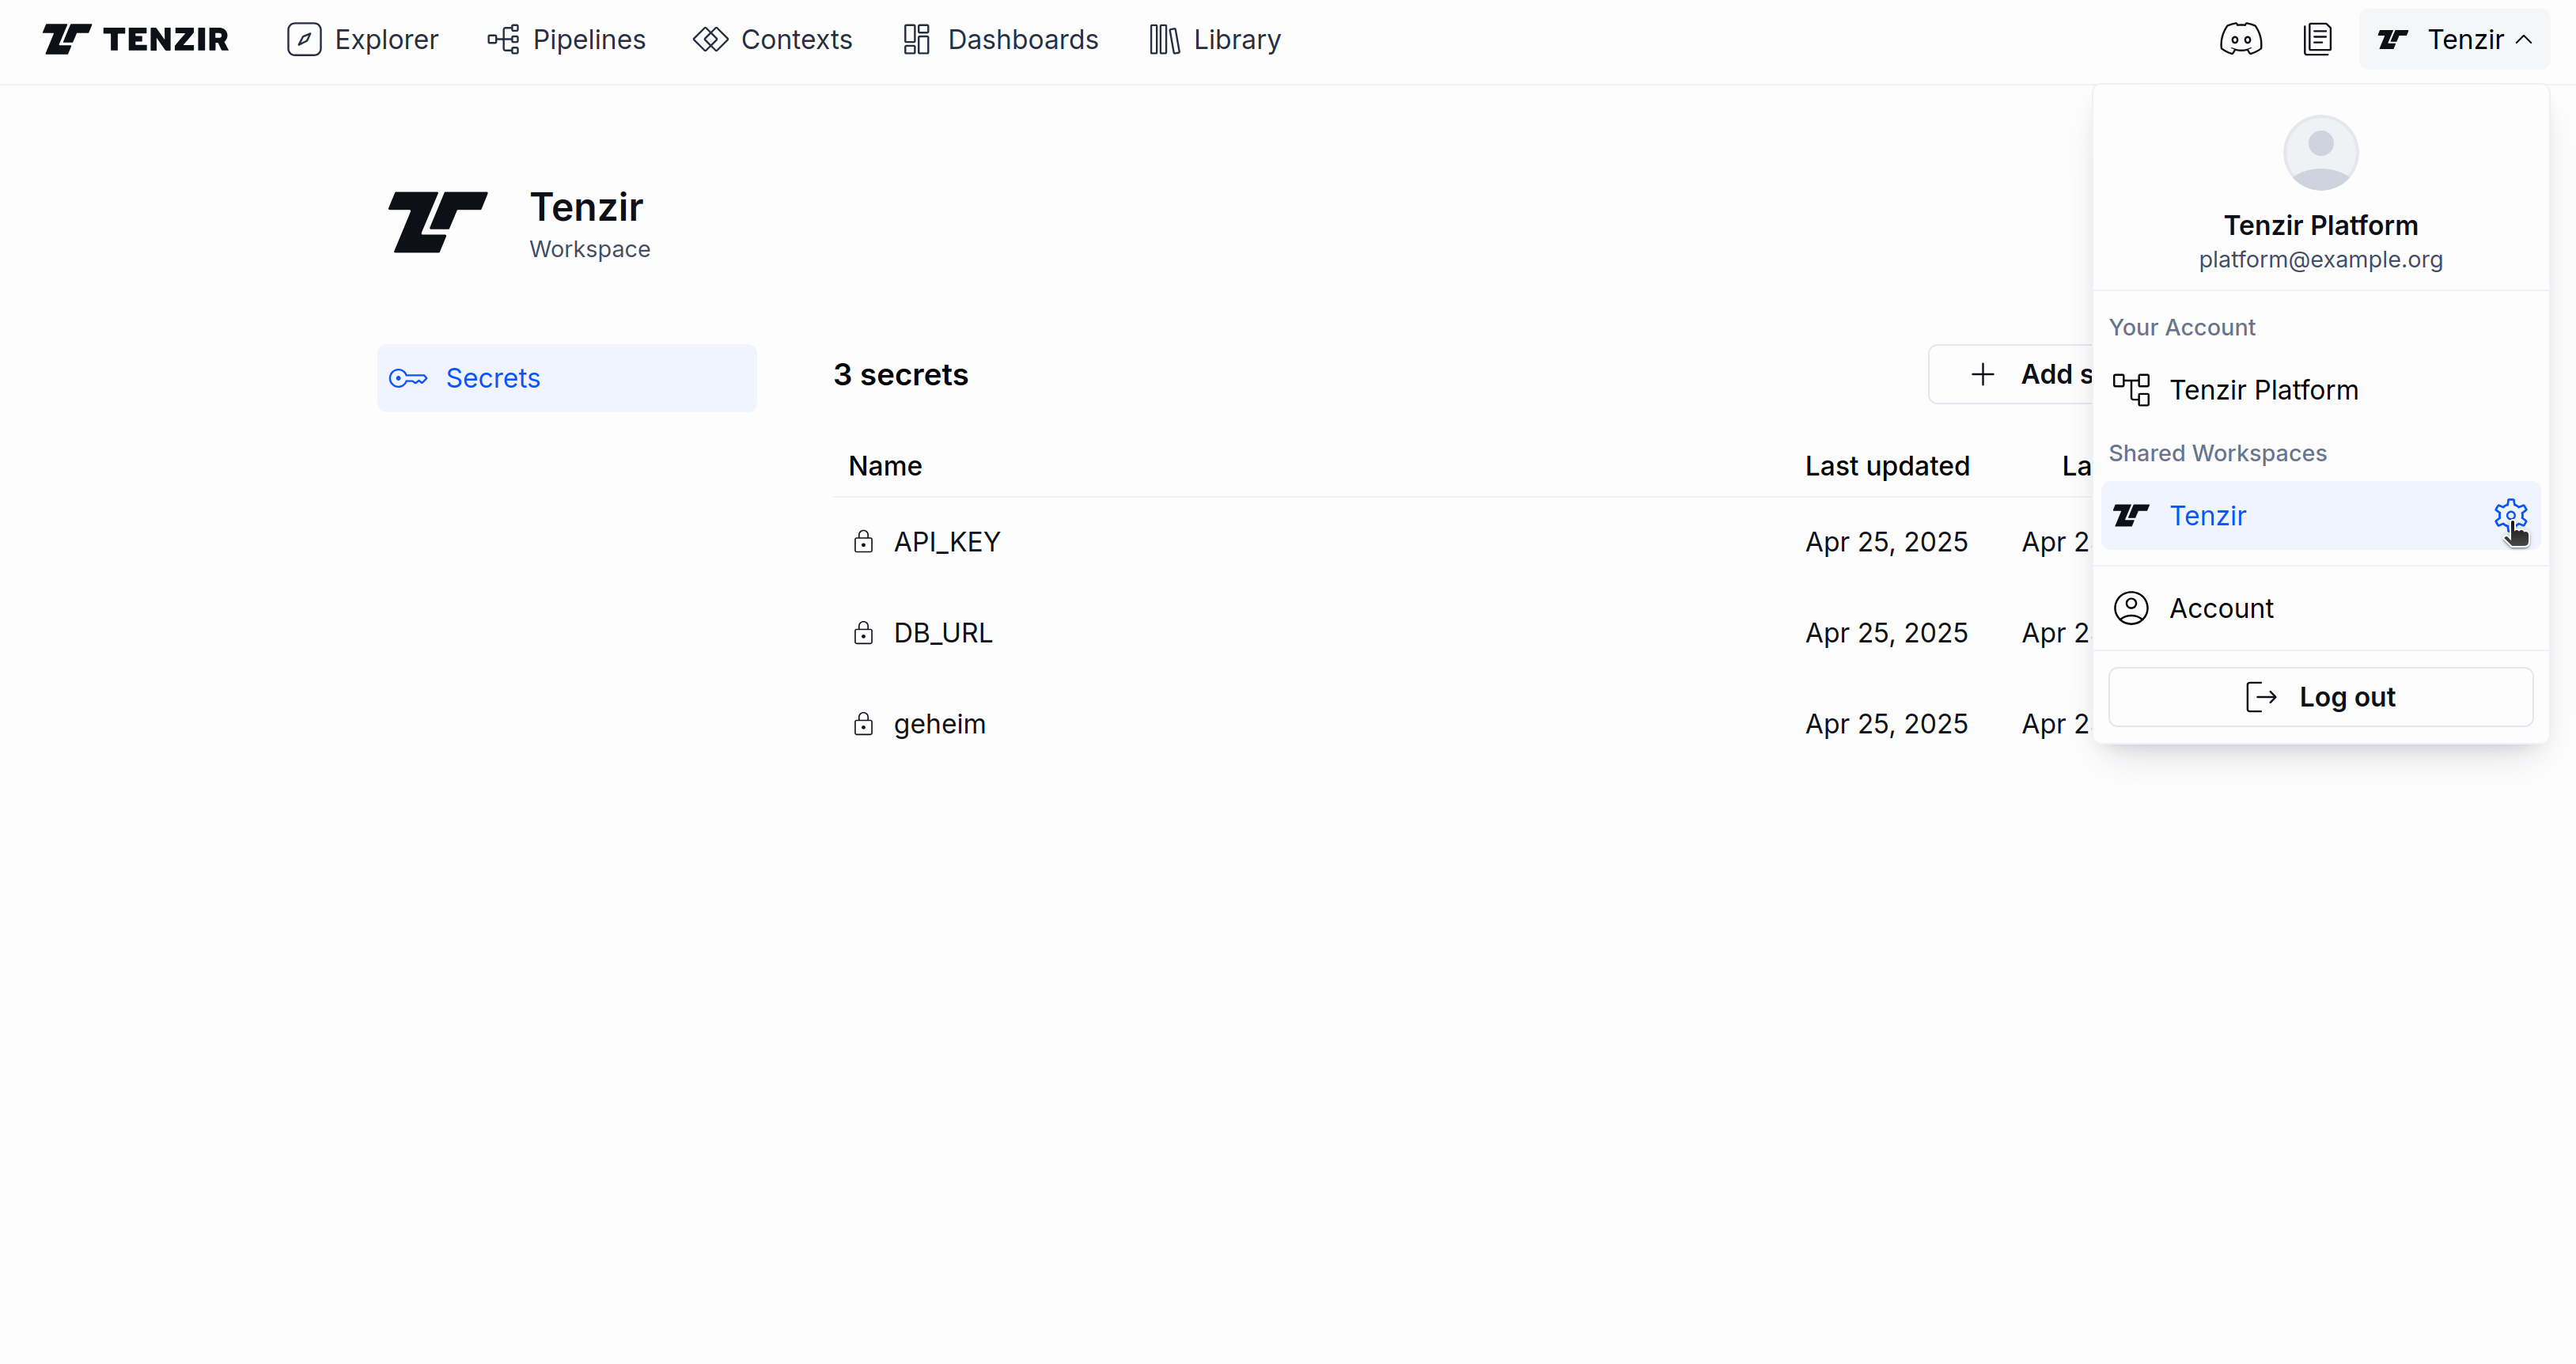 TENZIR Explorer Pipelines Contexts Dashboards Library Tenzir
Tenzir
Workspace
Secrets
3 secrets
Add s
Name Last updated La
API_KEY Apr 25, 2025 Apr 2
DB_URL Apr 25, 2025 Apr 2
geheim Apr 25, 2025 Apr 2
Tenzir Platform
platform@example.org
Your Account
Tenzir Platform
Shared Workspaces
Tenzir
Account
Log out